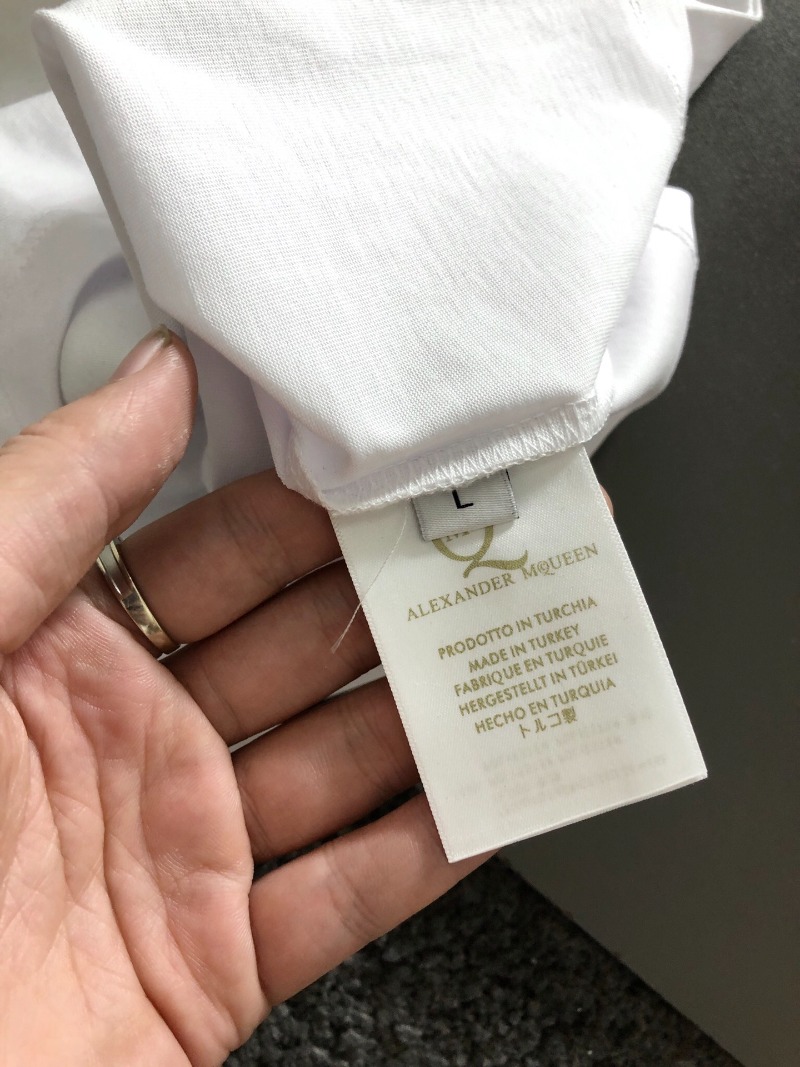 L
M
Q
ALEXANDER MQUEEN
PRODOTTO IN TURCHIA
MADE IN TURKEY
FABRIQUE EN TURQUIE
HERGESTELLT IN TÜRKEI
HECHO EN TURQUIA
トルコ製